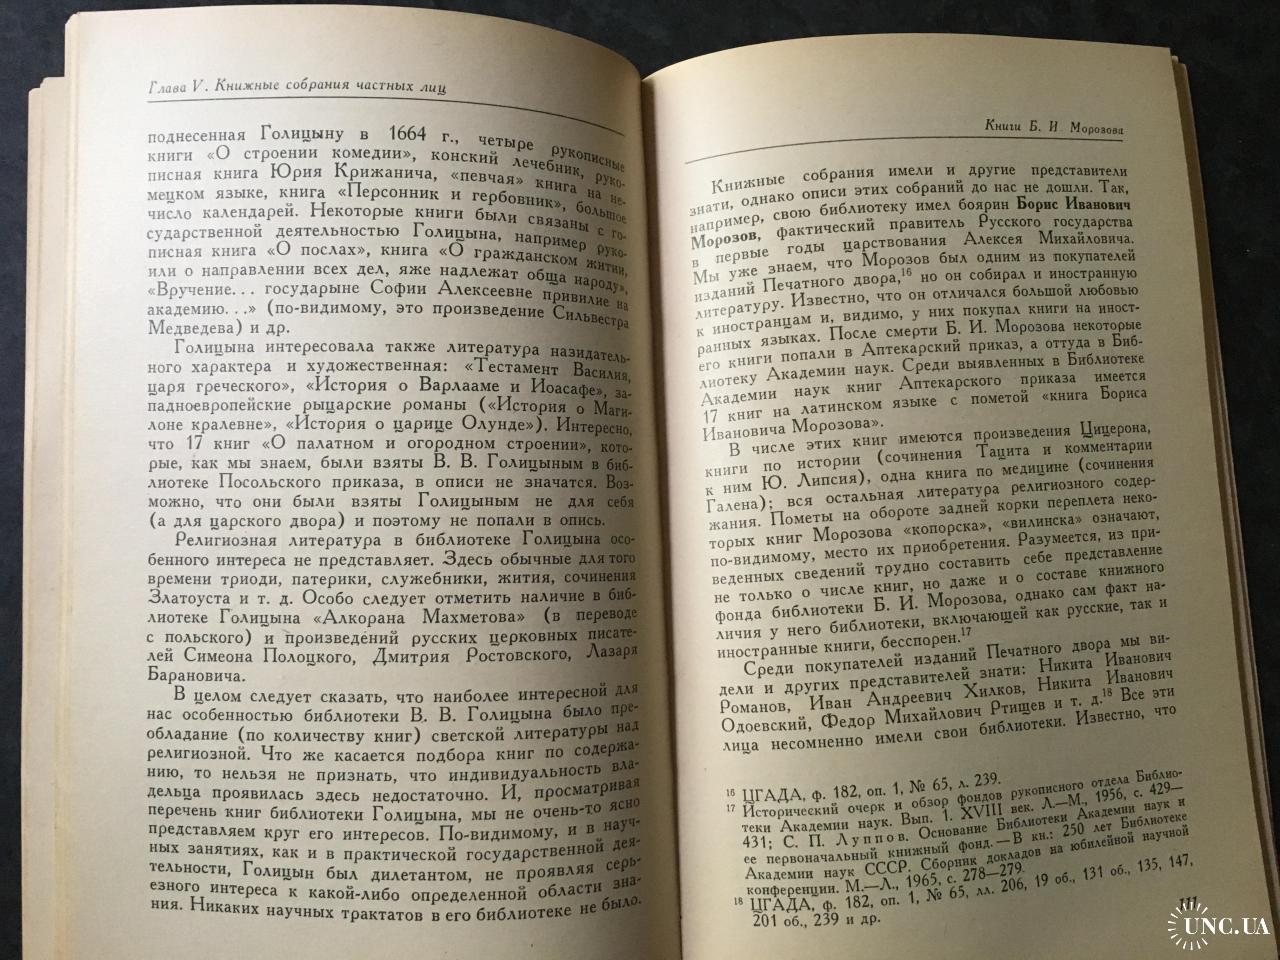 Глава V. Книжные собрания частных лиц
поднесенная Голицыну в 1664 г., четыре рукописные
книги «О строении комедии», конский лечебник, руко-
писная книга Юрия Крижанича, «певчая» книга на не-
мецком языке, книга «Персонник и гербовник», большое
число календарей. Некоторые книги были связаны с го-
сударственной деятельностью Голицына, например руко-
писная книга «О послах», книга «О гражданском житии,
или о направлении всех дел, яже надлежат обща народу»,
«Вручение... государыне Софии Алексеевне привилие на
академию...» (по-видимому, это произведение Сильвестра
Медведева) и др.
Голицына интересовала также литература назидатель-
ного характера и художественная: «Тестамент Василия,
царя греческого», «История о Варлааме и Иоасафе», за-
падноевропейские рыцарские романы («История о Маги-
лоне кралевне», «История о царице Олунде»). Интересно,
что 17 книг «О палатном и огородном строении», кото-
рые, как мы знаем, были взяты В. В. Голицыным в биб-
лиотеке Посольского приказа, в описи не значатся. Воз-
можно, что они были взяты Голицыным не для себя
(а для царского двора) и поэтому не попали в опись.
Религиозная литература в библиотеке Голицына осо-
бенного интереса не представляет. Здесь обычные для того
времени триоди, патерики, служебники, жития, сочинения
Златоуста и т. д. Особо следует отметить наличие в биб-
лиотеке Голицына «Алкорана Махметова» (в переводе
с польского) и произведений русских церковных писате-
лей Симеона Полоцкого, Дмитрия Ростовского, Лазаря
Барановича.
В целом следует сказать, что наиболее интересной для
нас особенностью библиотеки В. В. Голицына было пре-
обладание (по количеству книг) светской литературы над
религиозной. Что же касается подбора книг по содержа-
нию, то нельзя не признать, что индивидуальность вла-
дельца проявилась здесь недостаточно. И, просматривая
перечень книг библиотеки Голицына, мы не очень-то ясно
представляем круг его интересов. По-видимому, и в науч-
ных занятиях, как и в практической государственной дея-
тельности, Голицын был дилетантом, не проявляя серь-
езного интереса к какой-либо определенной области зна-
ния. Никаких научных трактатов в его библиотеке не было.
Книги Б. И. Морозова
Книжные собрания имели и другие представители
знати, однако описи этих собраний до нас не дошли. Так,
например, свою библиотеку имел боярин Борис Иванович
Морозов, фактический правитель Русского государства
в первые годы царствования Алексея Михайловича.
Мы уже знаем, что Морозов был одним из покупателей
изданий Печатного двора,16 но он собирал и иностранную
литературу. Известно, что он отличался большой любовью
к иностранцам и, видимо, у них покупал книги на иност-
ранных языках. После смерти Б. И. Морозова некоторые
его книги попали в Аптекарский приказ, а оттуда в Биб-
лиотеку Академии наук. Среди выявленных в Библиотеке
Академии наук книг Аптекарского приказа имеется
17 книг на латинском языке с пометой «книга Бориса
Ивановича Морозова».
В числе этих книг имеются произведения Цицерона,
книги по истории (сочинения Тацита и комментарии
к ним Ю. Липсия), одна книга по медицине (сочинения
Галена); вся остальная литература религиозного содер-
жания. Пометы на обороте задней корки переплета неко-
торых книг Морозова «копорска», «вилинска» означают,
по-видимому, место их приобретения. Разумеется, из при-
веденных сведений трудно составить себе представление
не только о числе книг, но даже и о составе книжного
фонда библиотеки Б. И. Морозова, однако сам факт на-
личия у него библиотеки, включающей как русские, так и
иностранные книги, бесспорен.17
Среди покупателей изданий Печатного двора мы ви-
дели и других представителей знати: Никита Иванович
Романов, Иван Андреевич Хилков, Никита Иванович
Одоевский, Федор Михайлович Ртищев и т. д.18 Все эти
лица несомненно имели свои библиотеки. Известно, что
16 ЦГАДА, ф. 182, оп. 1, № 65, л. 239.
17 Исторический очерк и обзор фондов рукописного отдела Библио-
теки Академии наук. Вып. 1. XVIII век. Л.—М., 1956, с. 429—
431; С. П. Луппов. Основание Библиотеки Академии наук и
ее первоначальный книжный фонд. — В кн.: 250 лет Библиотеке
Академии наук СССР. Сборник докладов на юбилейной научной
конференции. М.—Л., 1965, с. 278—279.
18 ЦГАДА, ф. 182, оп. 1, № 65, лл. 206, 19 об., 131 об., 135, 147,
201 об., 239 и др.
111
UNC.UA